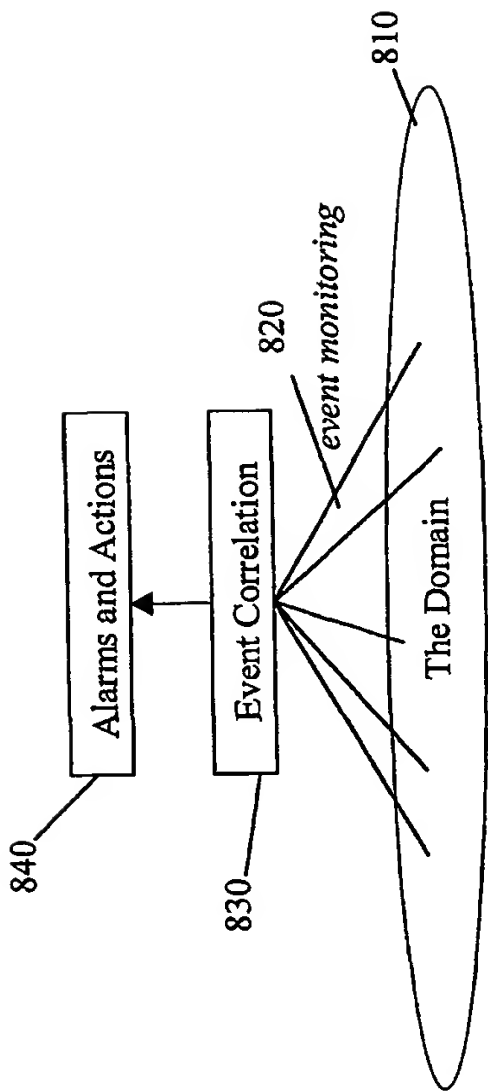 840
Alarms and Actions
830
Event Correlation
820
event monitoring
The Domain
810